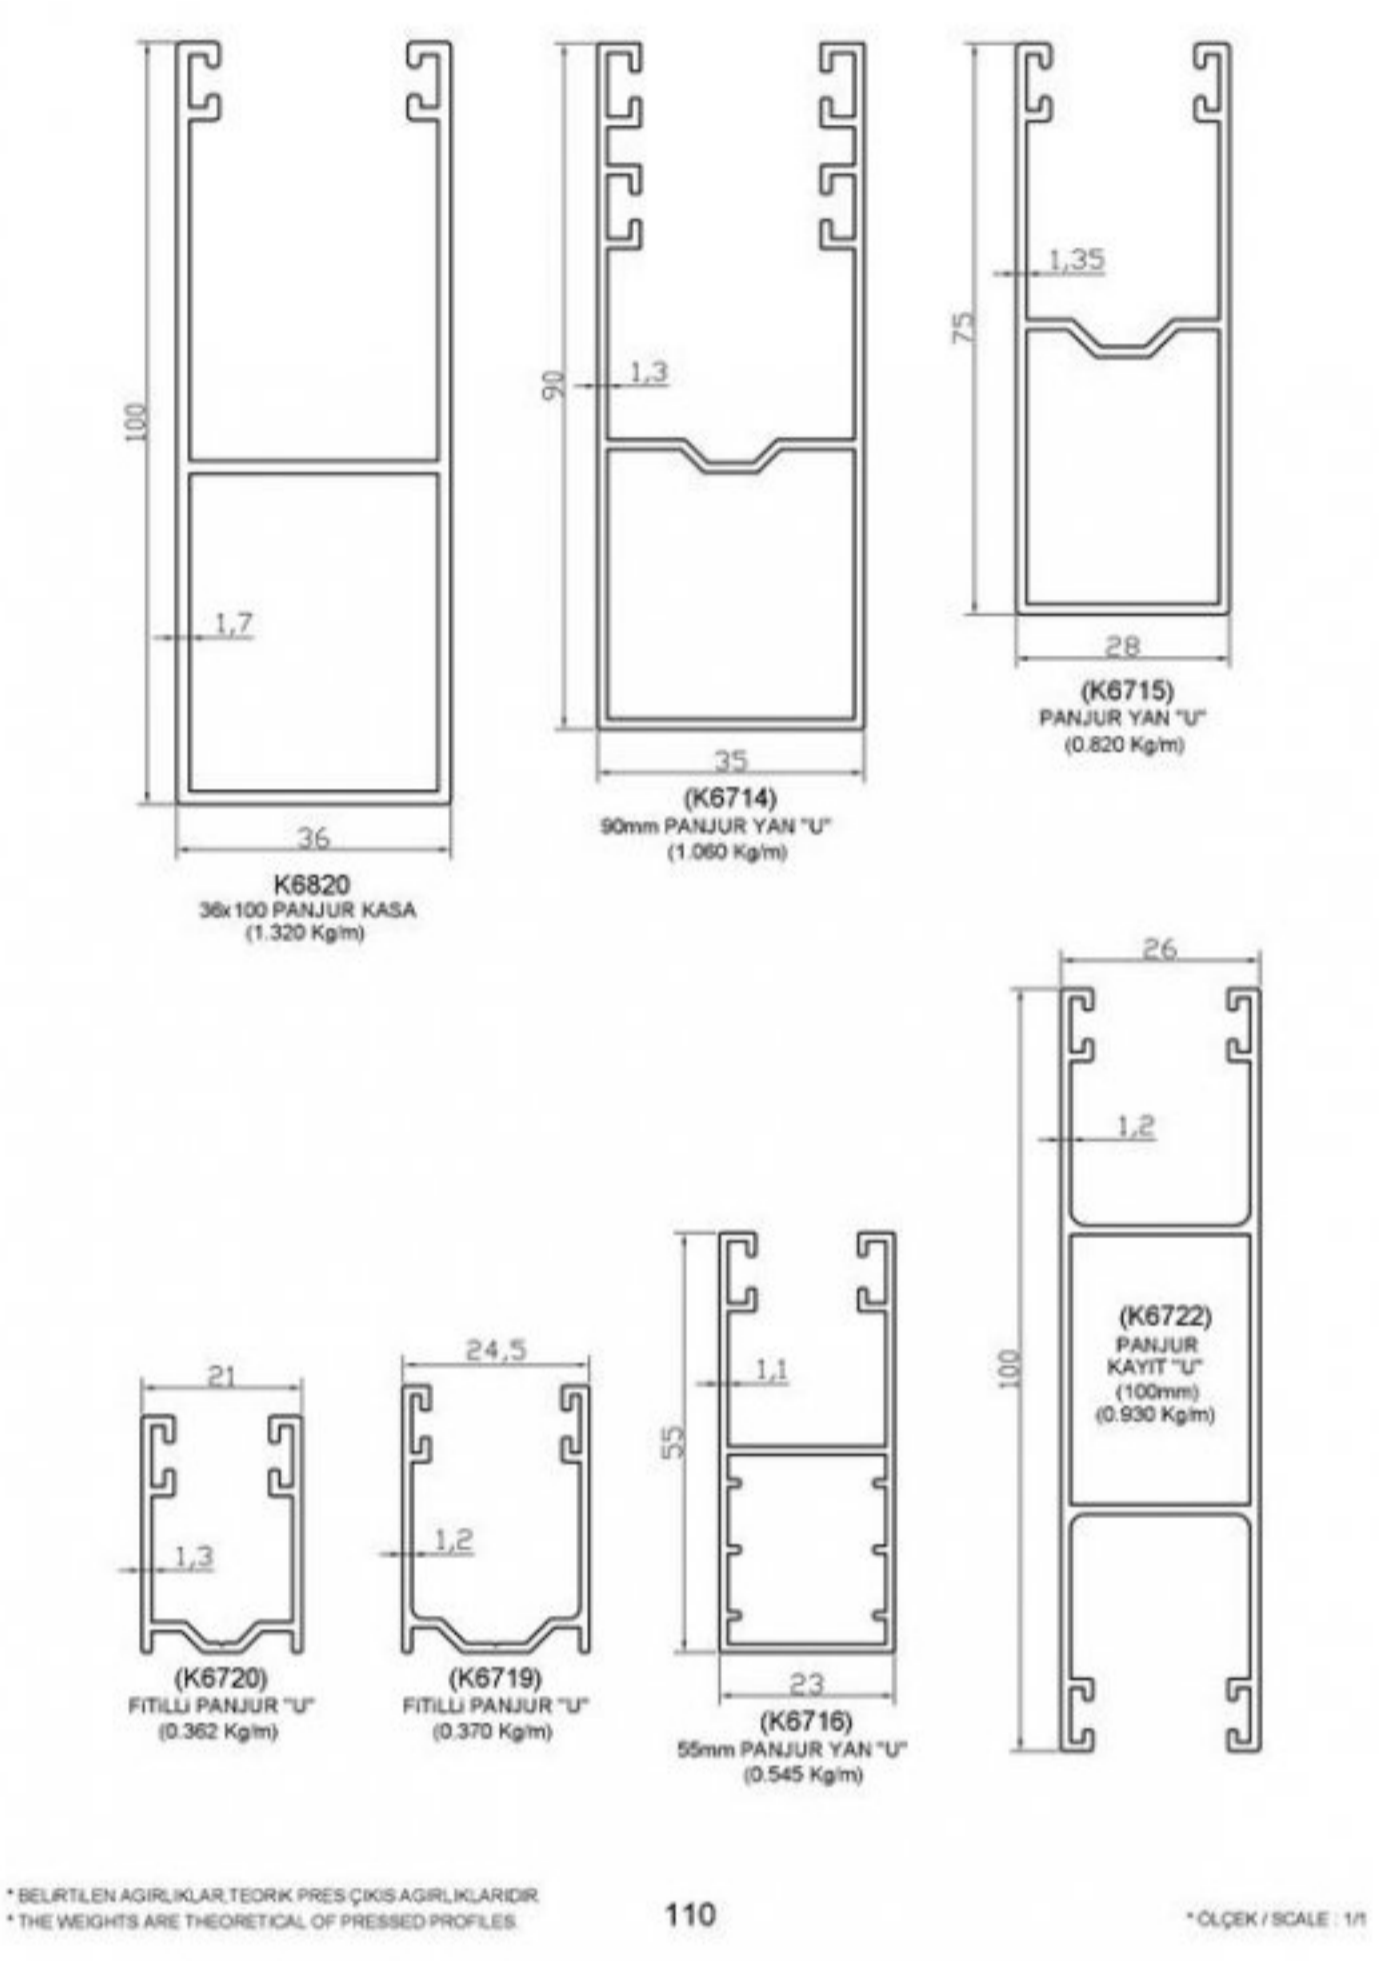 100
1,7
36
K6820
36x100 PANJUR KASA
(1.320 Kg/m)
90
1,3
35
(K6714)
90mm PANJUR YAN "U"
(1.060 Kg/m)
75
1,35
28
(K6715)
PANJUR YAN "U"
(0.820 Kg/m)
21
1,3
(K6720)
FiTiLLi PANJUR "U"
(0.362 Kg/m)
24,5
1,2
(K6719)
FiTiLLi PANJUR "U"
(0.370 Kg/m)
55
1,1
23
(K6716)
55mm PANJUR YAN "U"
(0.545 Kg/m)
26
1,2
100
(K6722)
PANJUR
KAYIT "U"
(100mm)
(0.930 Kg/m)
* BELiRTiLEN AGIRLIKLAR,TEORiK PRES ÇIKIS AGIRLIKLARIDIR
* THE WEIGHTS ARE THEORETICAL OF PRESSED PROFILES.
110
* ÖLÇEK / SCALE : 1/1